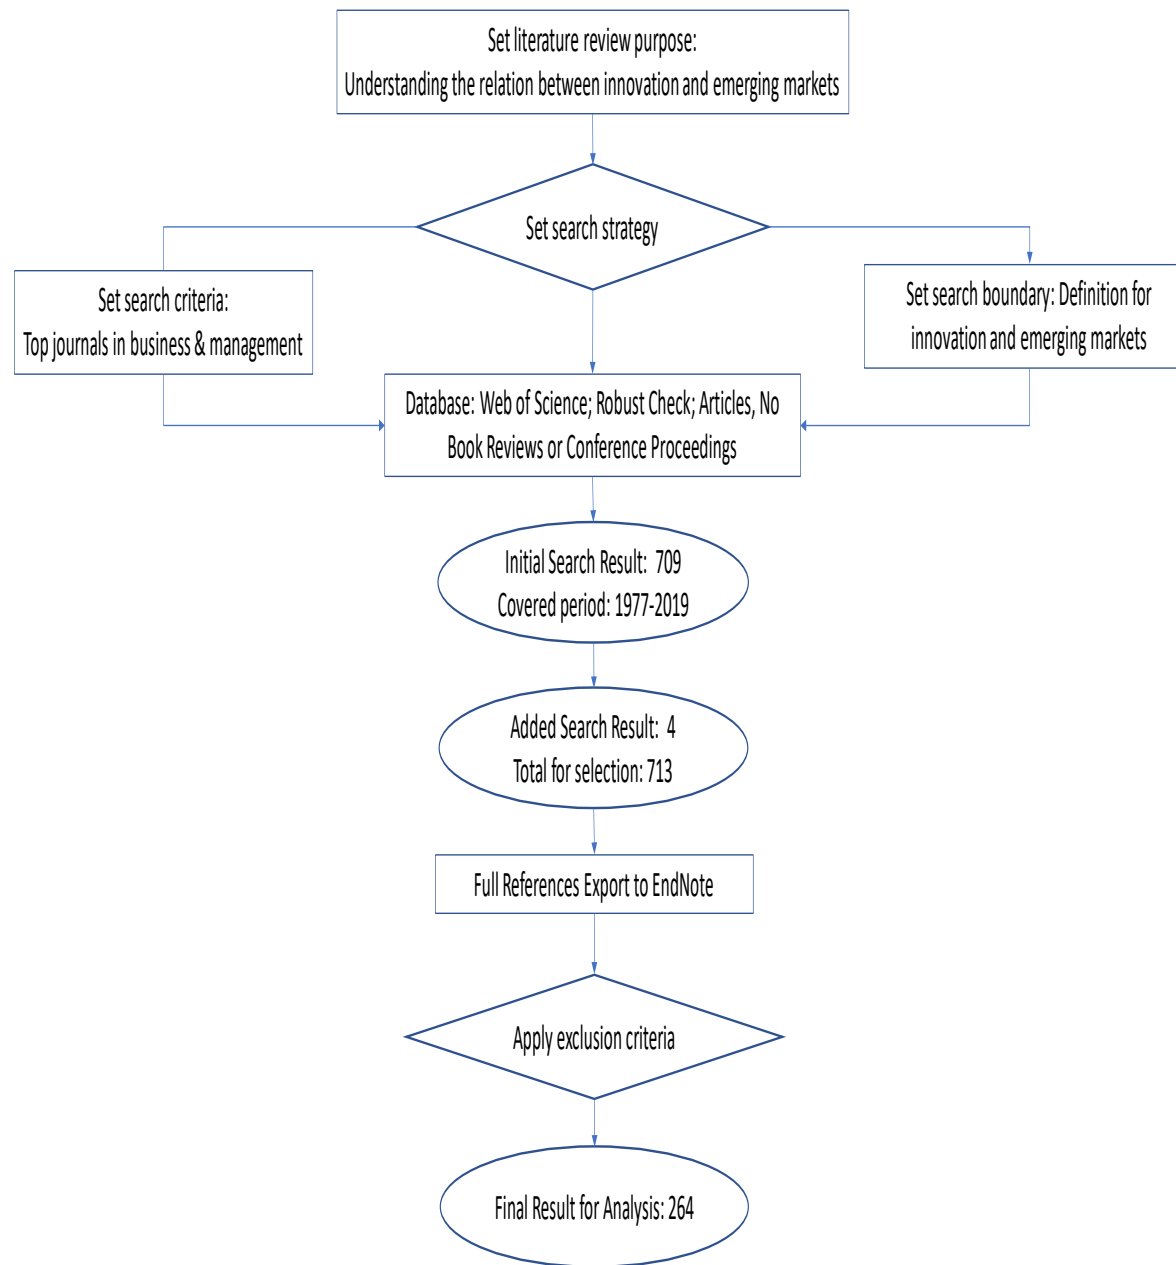 Set literature review purpose:
Understanding the relation between innovation and emerging markets
Set search strategy
Set search criteria:
Top journals in business & management
Set search boundary: Definition for
innovation and emerging markets
Database: Web of Science; Robust Check; Articles, No
Book Reviews or Conference Proceedings
Initial Search Result: 709
Covered period: 1977-2019
Added Search Result: 4
Total for selection: 713
Full References Export to EndNote
Apply exclusion criteria
Final Result for Analysis: 264